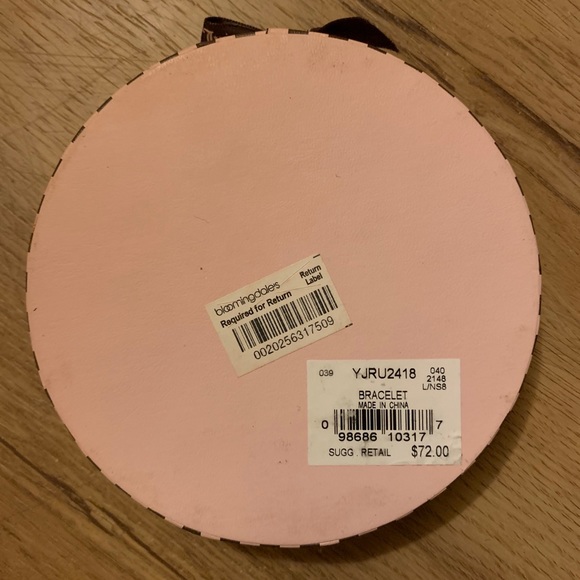 bloomingdales
Return
Label
Required for Return
0020256317509
039 YJRU2418 040
2148
L/NS8
BRACELET
MADE IN CHINA
0 98686 10317 7
SUGG RETAIL $72.00